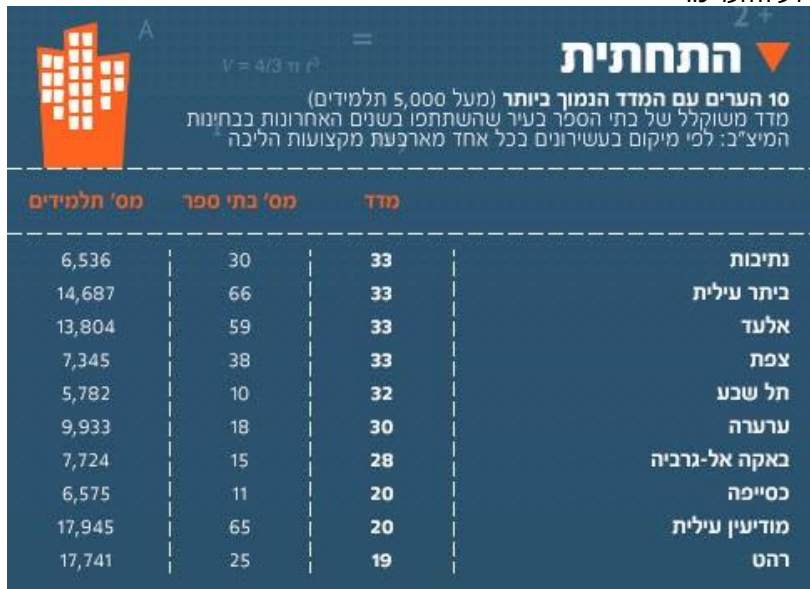 2 +
A
=
V = 4/3 π r³
התחתית
10 הערים עם המדד הנמוך ביותר (מעל 5,000 תלמידים)
מדד משוקלל של בתי הספר בעיר שהשתתפו בשנים האחרונות בבחינות
המיצ"ב: לפי מיקום בעשירונים בכל אחד מארבעת מקצועות הליבה
מדד מס' בתי ספר מס' תלמידים
נתיבות 33 30 6,536
ביתר עילית 33 66 14,687
אלעד 33 59 13,804
צפת 33 38 7,345
תל שבע 32 10 5,782
ערערה 30 18 9,933
באקה אל-גרביה 28 15 7,724
כסייפה 20 11 6,575
מודיעין עילית 20 65 17,945
רהט 19 25 17,741